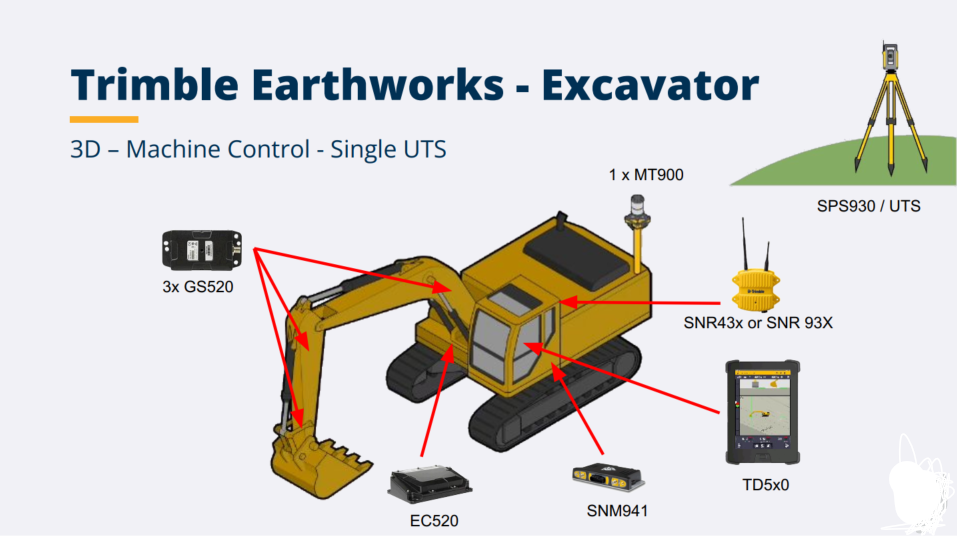 Trimble Earthworks - Excavator
3D – Machine Control - Single UTS
1 x MT900
SPS930 / UTS
3x GS520
SNR43x or SNR 93X
TD5x0
SNM941
EC520